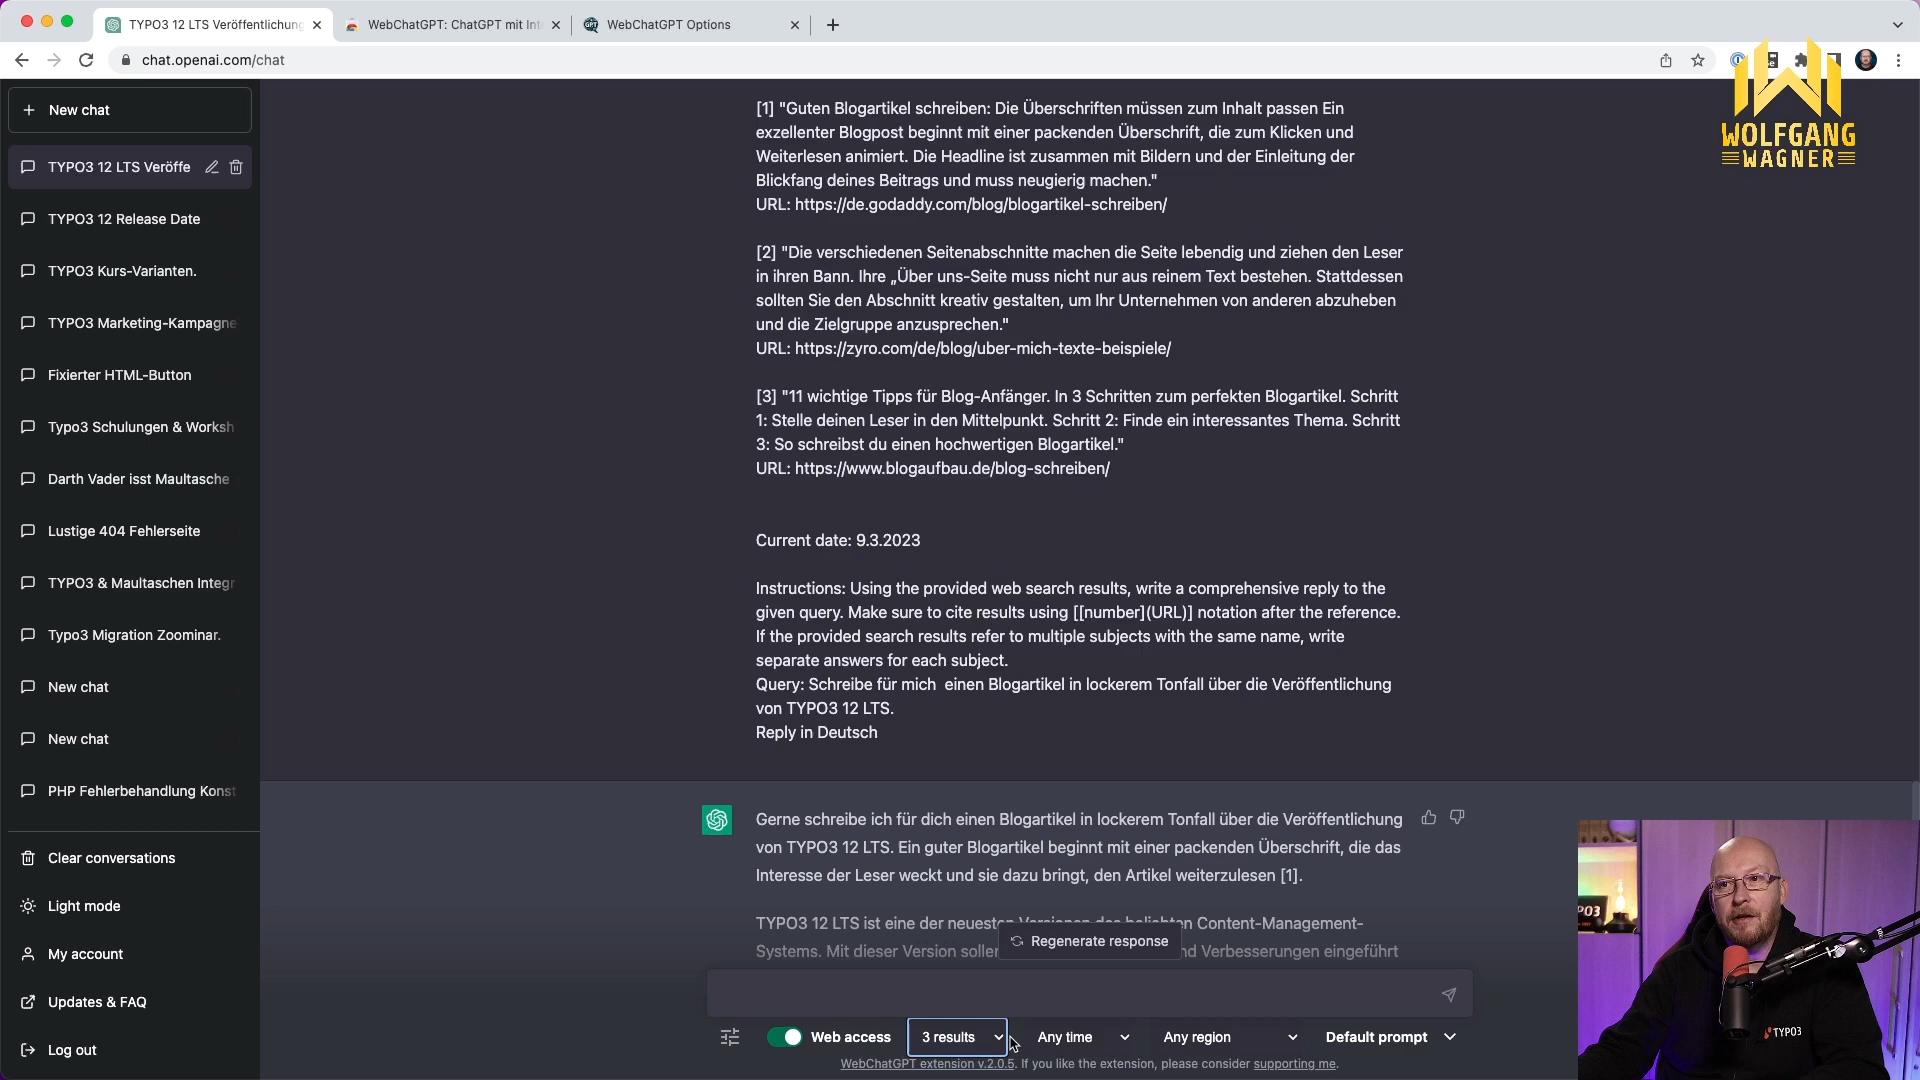 TYPO3 12 LTS Veröffentlichung
WebChatGPT: ChatGPT mit Int
WebChatGPT Options
chat.openai.com/chat
WOLFGANG
WAGNER
New chat
TYPO3 12 LTS Veröffe
TYPO3 12 Release Date
TYPO3 Kurs-Varianten.
TYPO3 Marketing-Kampagne
Fixierter HTML-Button
Typo3 Schulungen & Worksh
Darth Vader isst Maultasche
Lustige 404 Fehlerseite
TYPO3 & Maultaschen Integr
Typo3 Migration Zoominar.
New chat
New chat
PHP Fehlerbehandlung Konst
Clear conversations
Light mode
My account
Updates & FAQ
Log out
[1] "Guten Blogartikel schreiben: Die Überschriften müssen zum Inhalt passen Ein
exzellenter Blogpost beginnt mit einer packenden Überschrift, die zum Klicken und
Weiterlesen animiert. Die Headline ist zusammen mit Bildern und der Einleitung der
Blickfang deines Beitrags und muss neugierig machen."
URL: https://de.godaddy.com/blog/blogartikel-schreiben/
[2] "Die verschiedenen Seitenabschnitte machen die Seite lebendig und ziehen den Leser
in ihren Bann. Ihre „Über uns-Seite muss nicht nur aus reinem Text bestehen. Stattdessen
sollten Sie den Abschnitt kreativ gestalten, um Ihr Unternehmen von anderen abzuheben
und die Zielgruppe anzusprechen."
URL: https://zyro.com/de/blog/uber-mich-texte-beispiele/
[3] "11 wichtige Tipps für Blog-Anfänger. In 3 Schritten zum perfekten Blogartikel. Schritt
1: Stelle deinen Leser in den Mittelpunkt. Schritt 2: Finde ein interessantes Thema. Schritt
3: So schreibst du einen hochwertigen Blogartikel."
URL: https://www.blogaufbau.de/blog-schreiben/
Current date: 9.3.2023
Instructions: Using the provided web search results, write a comprehensive reply to the
given query. Make sure to cite results using [[number](URL)] notation after the reference.
If the provided search results refer to multiple subjects with the same name, write
separate answers for each subject.
Query: Schreibe für mich  einen Blogartikel in lockerem Tonfall über die Veröffentlichung
von TYPO3 12 LTS.
Reply in Deutsch
Gerne schreibe ich für dich einen Blogartikel in lockerem Tonfall über die Veröffentlichung
von TYPO3 12 LTS. Ein guter Blogartikel beginnt mit einer packenden Überschrift, die das
Interesse der Leser weckt und sie dazu bringt, den Artikel weiterzulesen [1].
TYPO3 12 LTS ist eine der neuesten Versionen des beliebten Content-Management-
Systems. Mit dieser Version sollen nd Verbesserungen eingeführt
Regenerate response
Web access
3 results
Any time
Any region
Default prompt
WebChatGPT extension v.2.0.5. If you like the extension, please consider supporting me.
PO3
TYPO3